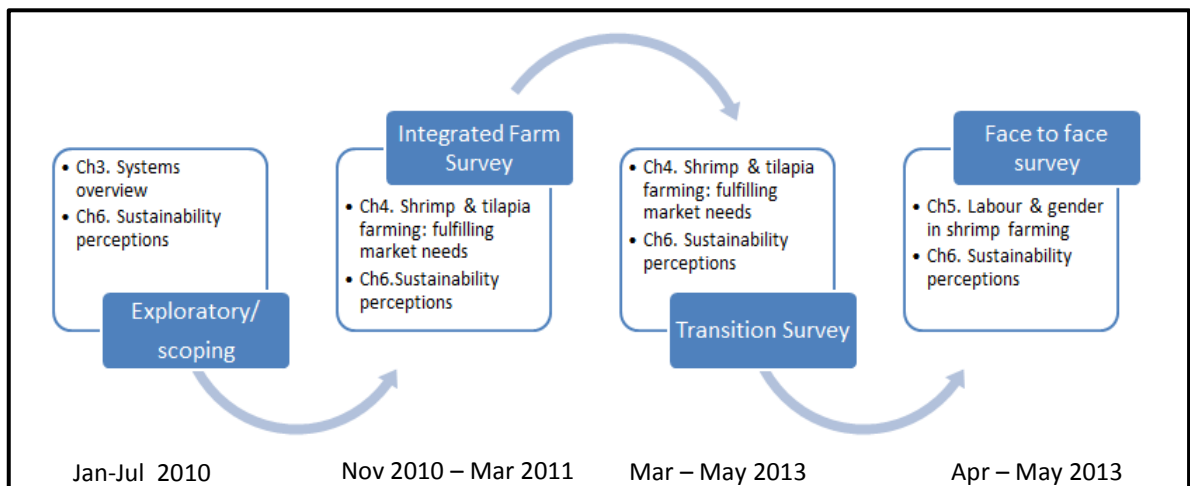 • Ch3. Systems
overview
• Ch6. Sustainability
perceptions
Exploratory/
scoping
Integrated Farm
Survey
• Ch4. Shrimp & tilapia
farming: fulfilling
market needs
• Ch6.Sustainability
perceptions
• Ch4. Shrimp & tilapia
farming: fulfilling
market needs
• Ch6. Sustainability
perceptions
Transition Survey
Face to face
survey
• Ch5. Labour & gender
in shrimp farming
• Ch6. Sustainability
perceptions
Jan-Jul 2010
Nov 2010 – Mar 2011
Mar – May 2013
Apr – May 2013